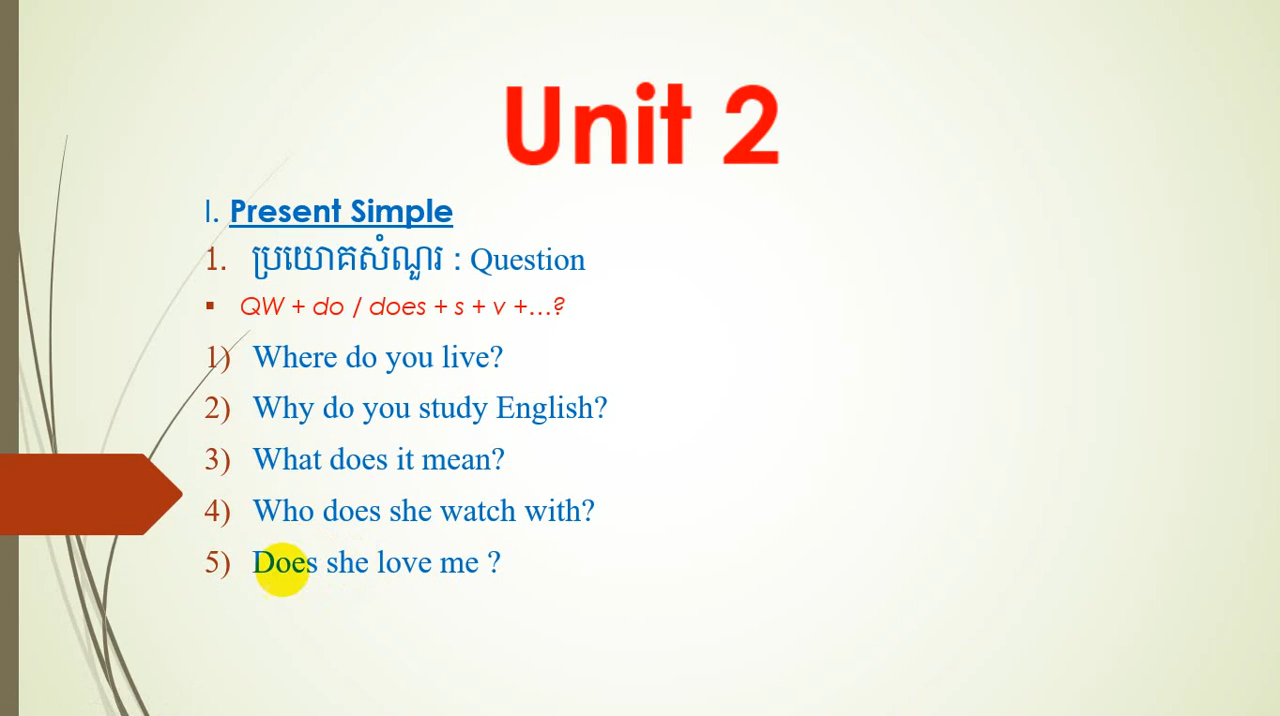 Unit 2
I. Present Simple
1. ប្រយោគសំណួរ : Question
▪ QW + do / does + s + v +...?
1) Where do you live?
2) Why do you study English?
3) What does it mean?
4) Who does she watch with?
5) Does she love me ?